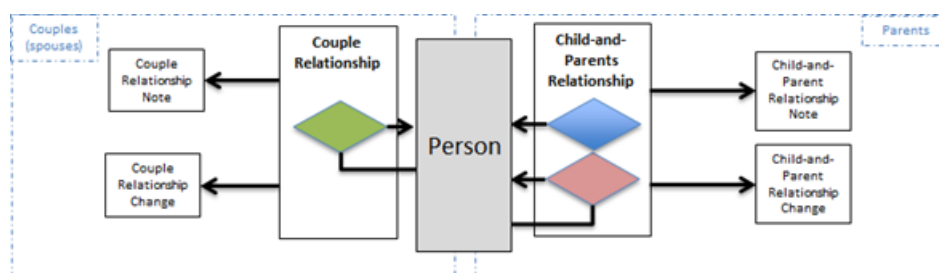 Couples
(spouses)
Parents
Couple
Relationship
Child-and-
Parents
Relationship
Couple
Relationship
Note
Child-and-
Parent
Relationship
Note
Person
Couple
Relationship
Change
Child-and-
Parent
Relationship
Change